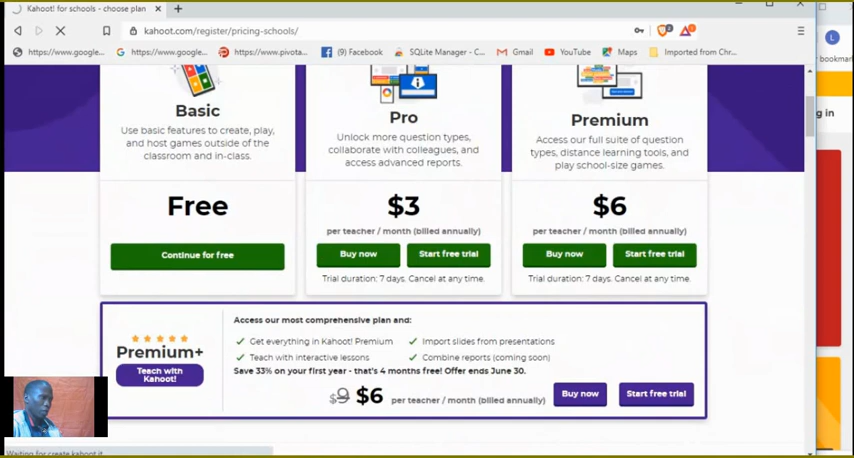 Kahoot! for schools - choose plan
kahoot.com/register/pricing-schools/
https://www.google... https://www.google... https://www.pivota... (9) Facebook SQLite Manager - C... Gmail YouTube Maps Imported from Chr...
bookmar
g in
Basic
Use basic features to create, play,
and host games outside of the
classroom and in-class.
Free
Continue for free
Pro
Unlock more question types,
collaborate with colleagues, and
access advanced reports.
$3
per teacher / month (billed annually)
Buy now Start free trial
Trial duration: 7 days. Cancel at any time.
Premium
Access our full suite of question
types, distance learning tools, and
play school-size games.
$6
per teacher / month (billed annually)
Buy now Start free trial
Trial duration: 7 days. Cancel at any time.
Premium+
Teach with
Kahoot!
Access our most comprehensive plan and:
Get everything in Kahoot! Premium Import slides from presentations
Teach with interactive lessons Combine reports (coming soon)
Save 33% on your first year - that's 4 months free! Offer ends June 30.
$9 $6 per teacher / month (billed annually) Buy now Start free trial
Waiting for create.kahoot.it